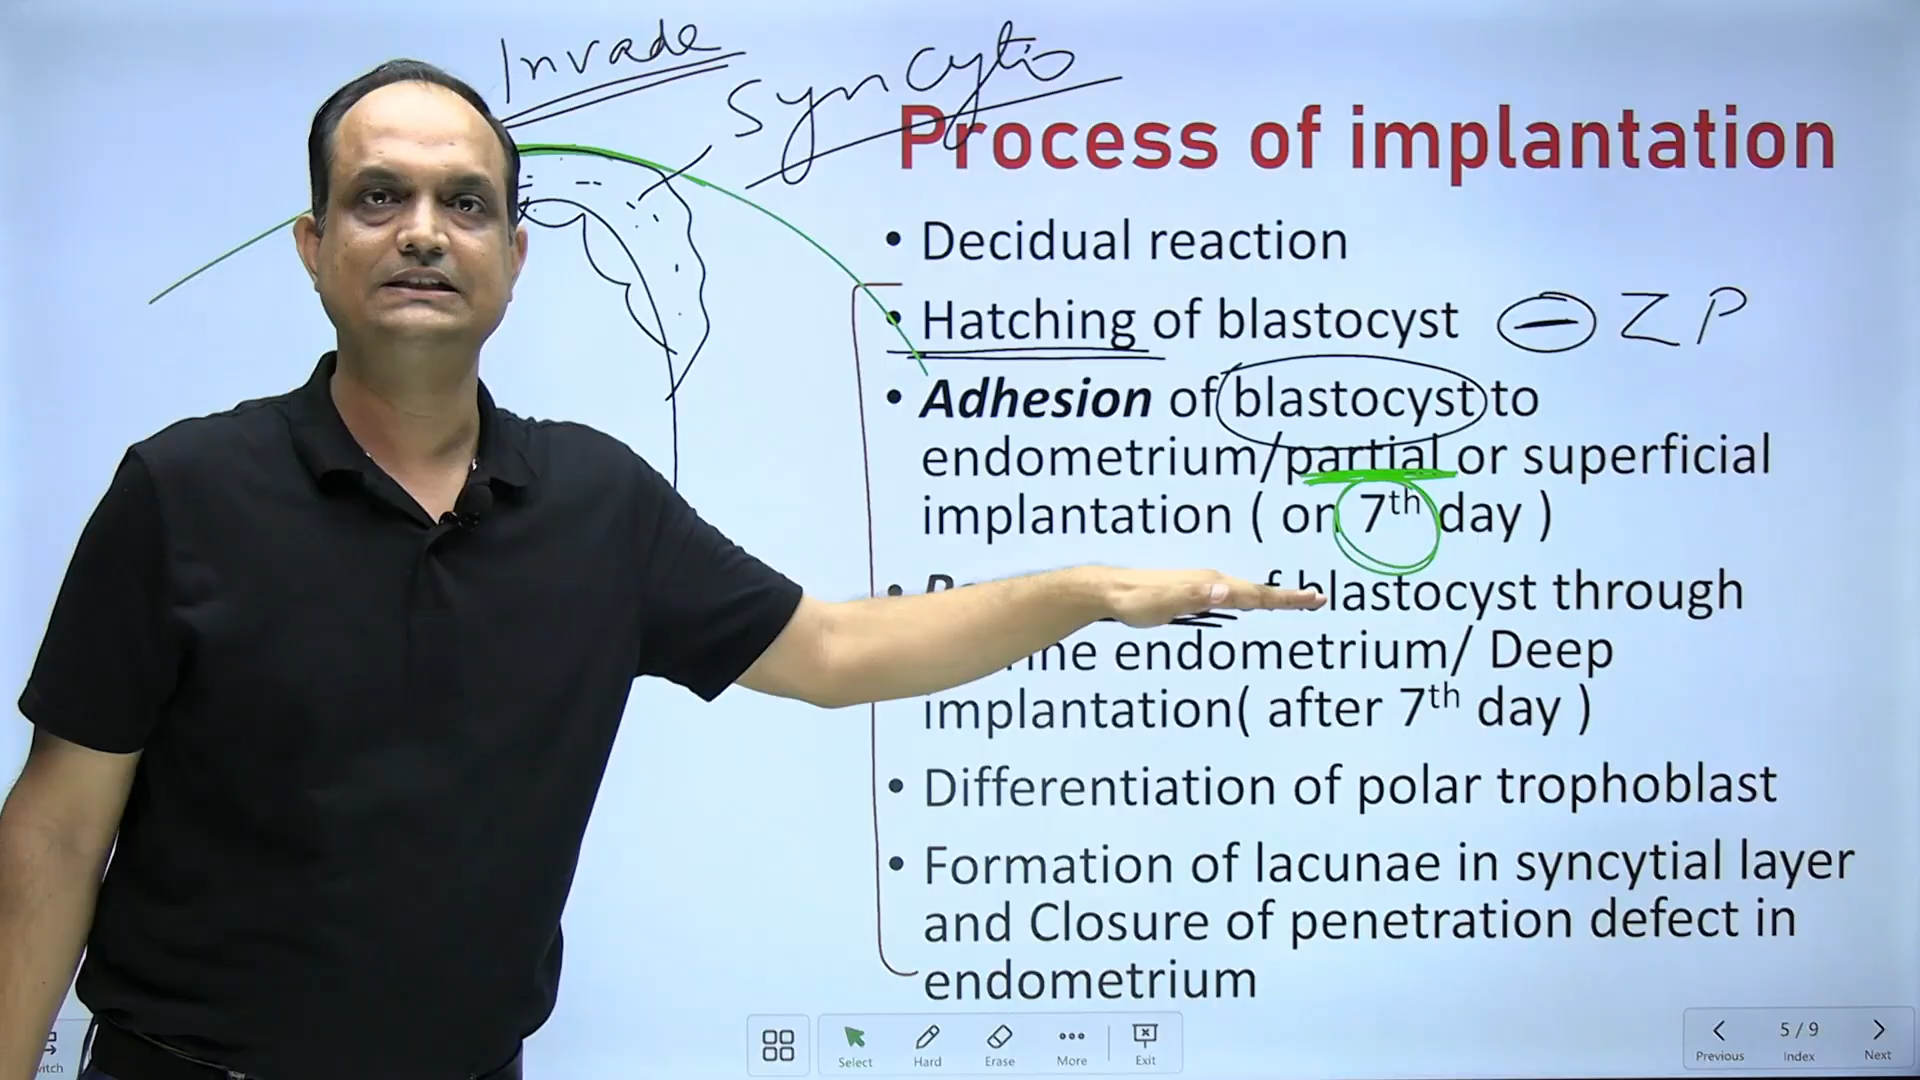 Invade
Syncytio
Process of implantation
• Decidual reaction
• Hatching of blastocyst - ZP
• Adhesion of blastocyst to
endometrium/partial or superficial
implantation ( on 7th day )
• of blastocyst through
endometrium/ Deep
implantation( after 7th day )
• Differentiation of polar trophoblast
• Formation of lacunae in syncytial layer
and Closure of penetration defect in
endometrium
Select Hard Erase More Exit
Previous 5 / 9 Index Next